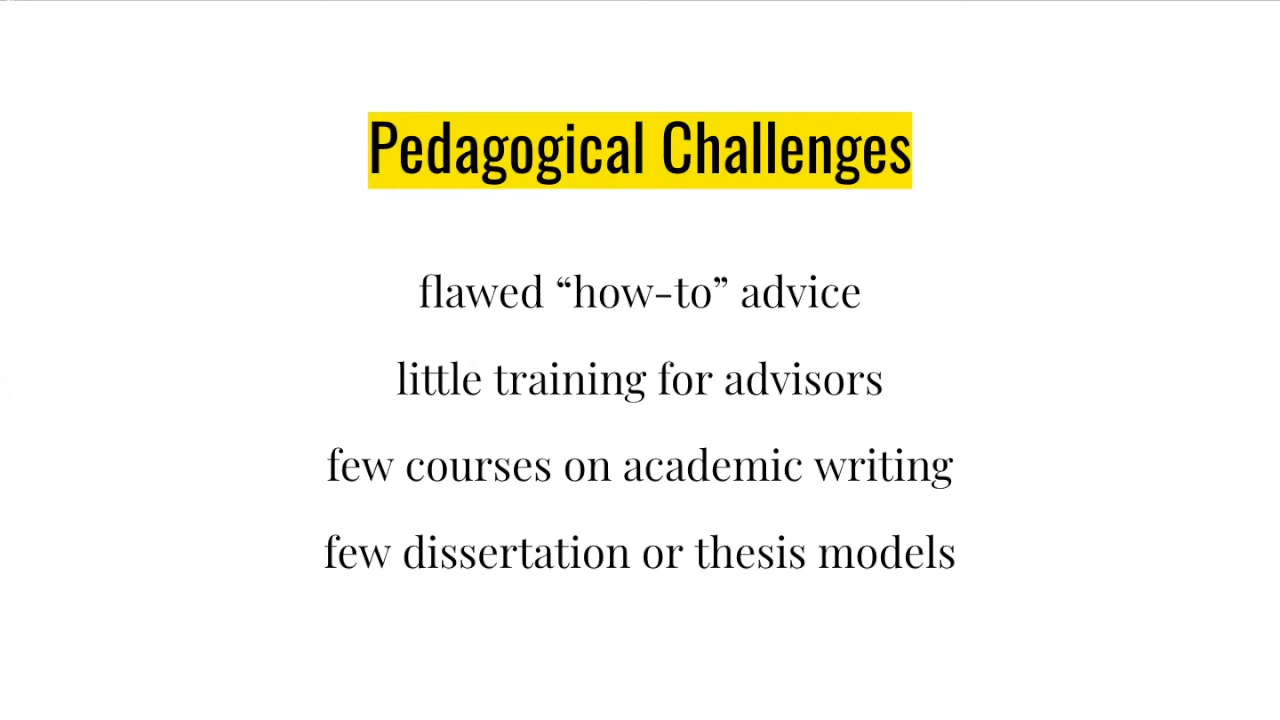 Pedagogical Challenges
flawed “how-to” advice
little training for advisors
few courses on academic writing
few dissertation or thesis models